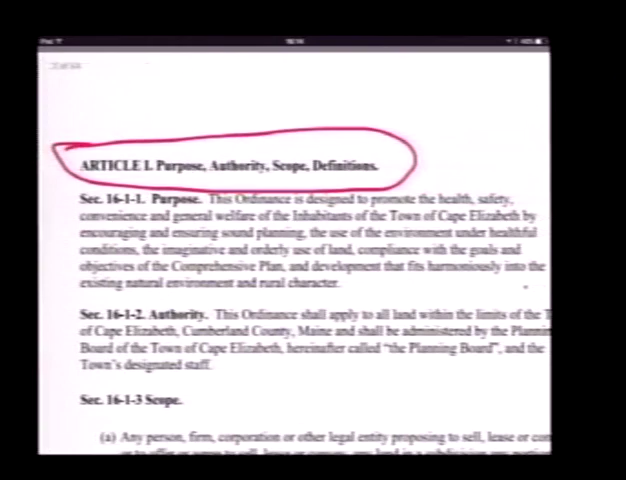 ARTICLE I. Purpose, Authority, Scope, Definitions.
Sec. 16-1-1. Purpose. This Ordinance is designed to promote the health, safety,
convenience and general welfare of the Inhabitants of the Town of Cape Elizabeth by
encouraging and ensuring sound planning, the use of the environment under healthful
conditions, the imaginative and orderly use of land, compliance with the goals and
objectives of the Comprehensive Plan, and development that fits harmoniously into the
existing natural environment and rural character.
Sec. 16-1-2. Authority. This Ordinance shall apply to all land within the limits of the T
of Cape Elizabeth, Cumberland County, Maine and shall be administered by the Plannin
Board of the Town of Cape Elizabeth, hereinafter called "the Planning Board", and the
Town's designated staff.
Sec. 16-1-3 Scope.
(a) Any person, firm, corporation or other legal entity proposing to sell, lease or con